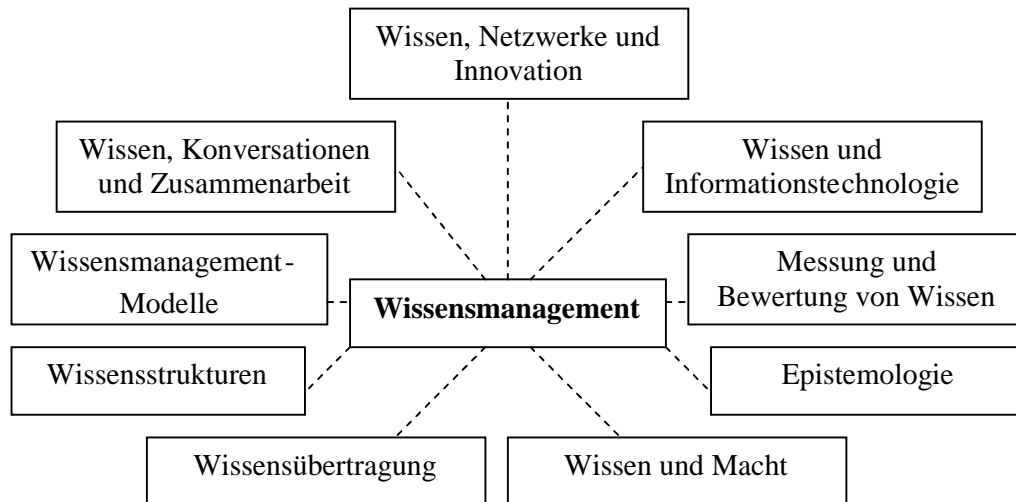 Wissen, Netzwerke und
Innovation
Wissen, Konversationen
und Zusammenarbeit
Wissen und
Informationstechnologie
Wissensmanagement-
Modelle
Wissensmanagement
Messung und
Bewertung von Wissen
Wissensstrukturen
Epistemologie
Wissensübertragung
Wissen und Macht